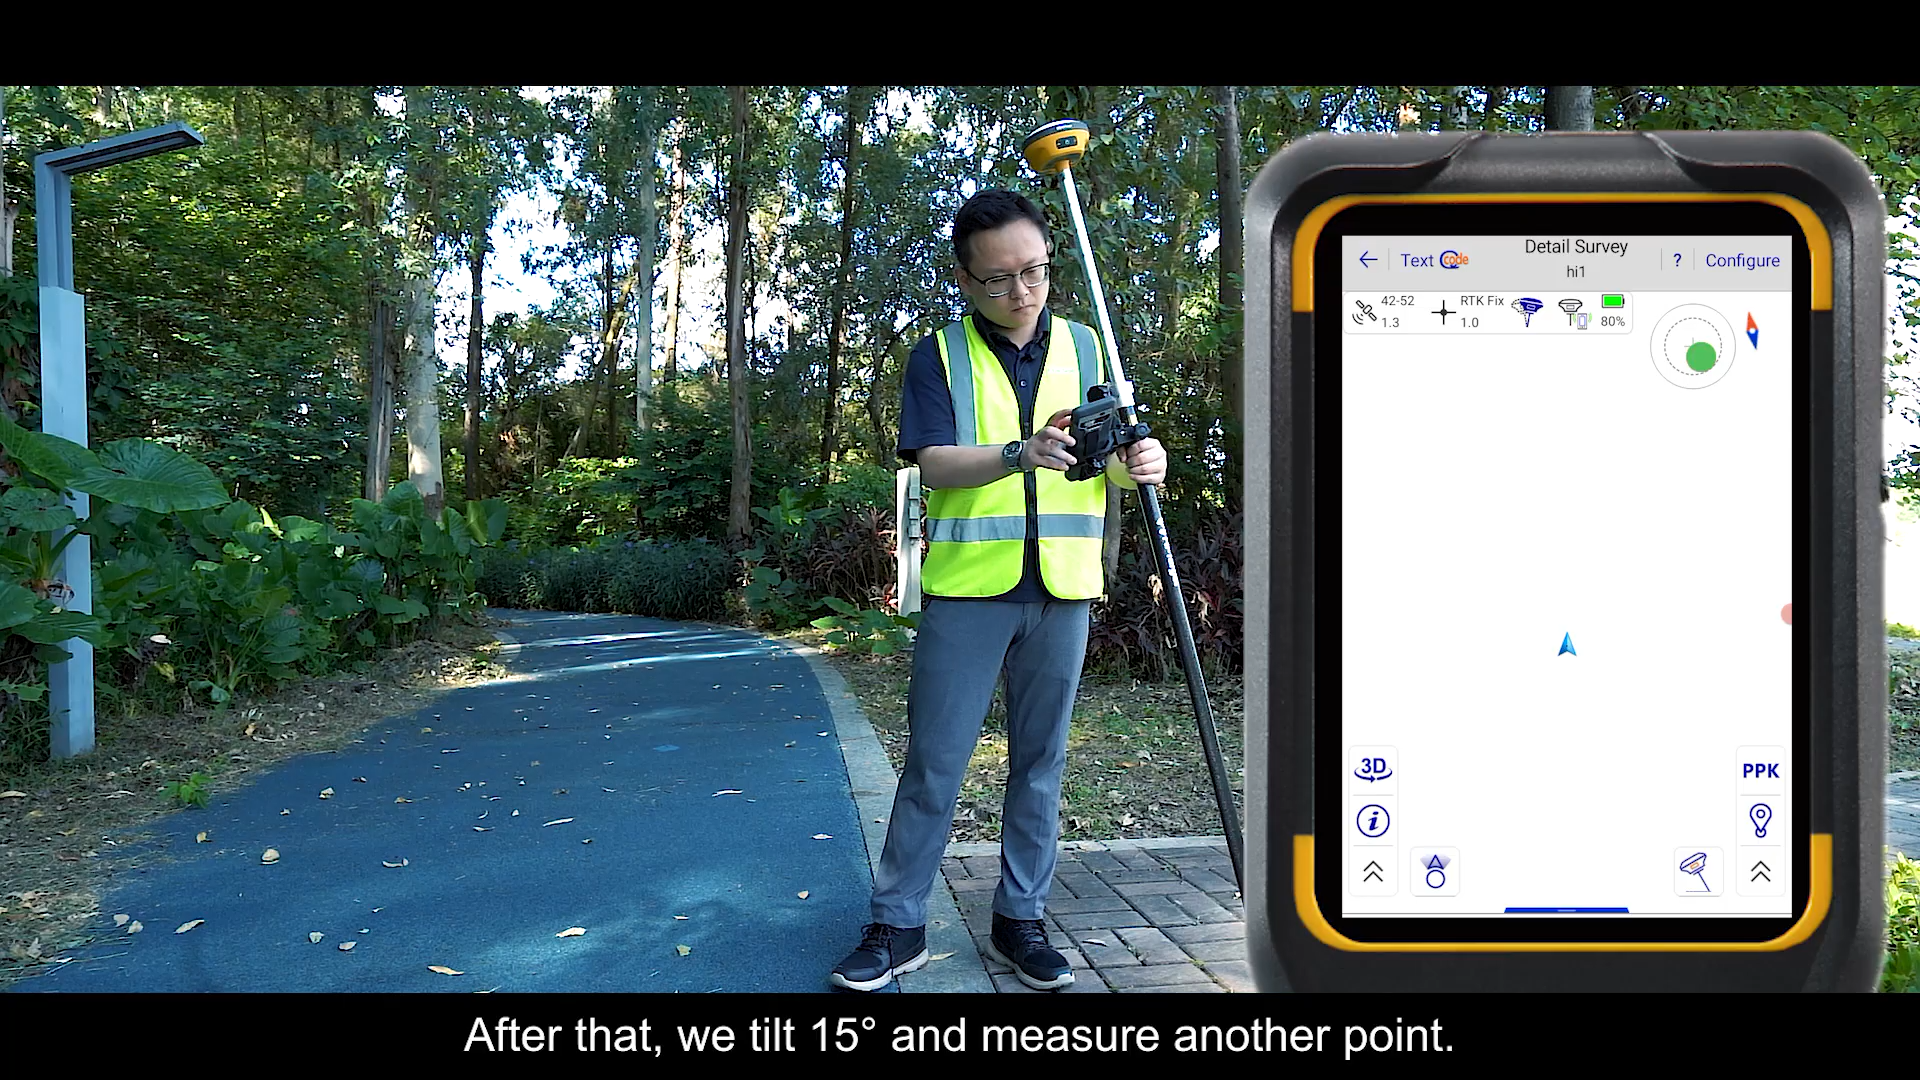 Text code
Detail Survey
hi1
?
Configure
42-52
1.3
RTK Fix
1.0
80%
3D
i
PPK
After that, we tilt 15° and measure another point.